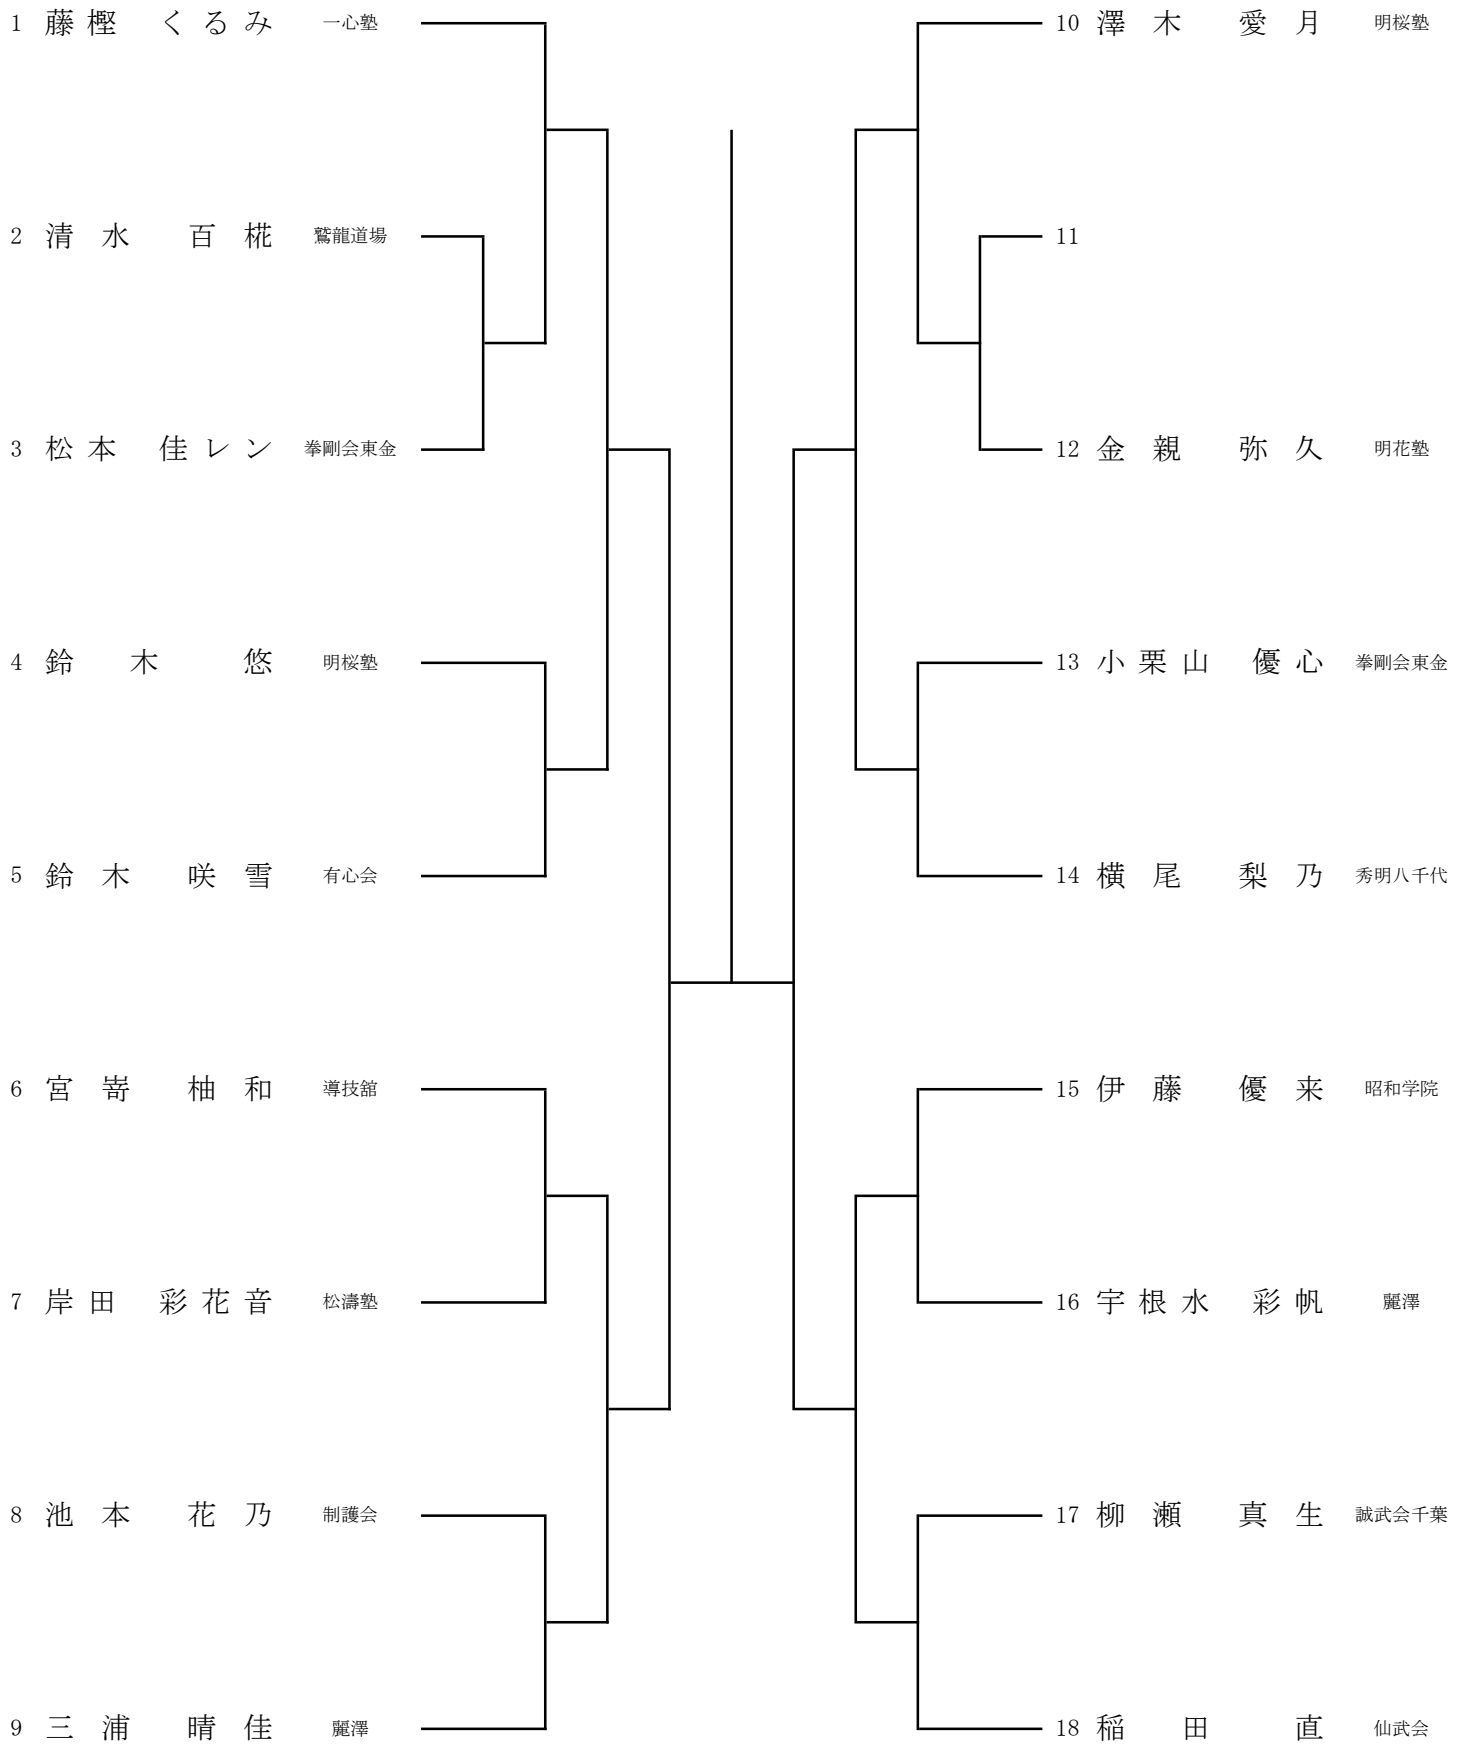 1 藤樫 くるみ 一心塾
2 清水 百椛 鷲龍道場
3 松本 佳レン 拳剛会東金
4 鈴木 悠 明桜塾
5 鈴木 咲雪 有心会
6 宮嵜 柚和 導技舘
7 岸田 彩花音 松濤塾
8 池本 花乃 制護会
9 三浦 晴佳 麗澤
10 澤木 愛月 明桜塾
11
12 金親 弥久 明花塾
13 小栗山 優心 拳剛会東金
14 横尾 梨乃 秀明八千代
15 伊藤 優来 昭和学院
16 宇根水 彩帆 麗澤
17 柳瀬 真生 誠武会千葉
18 稲田 直 仙武会